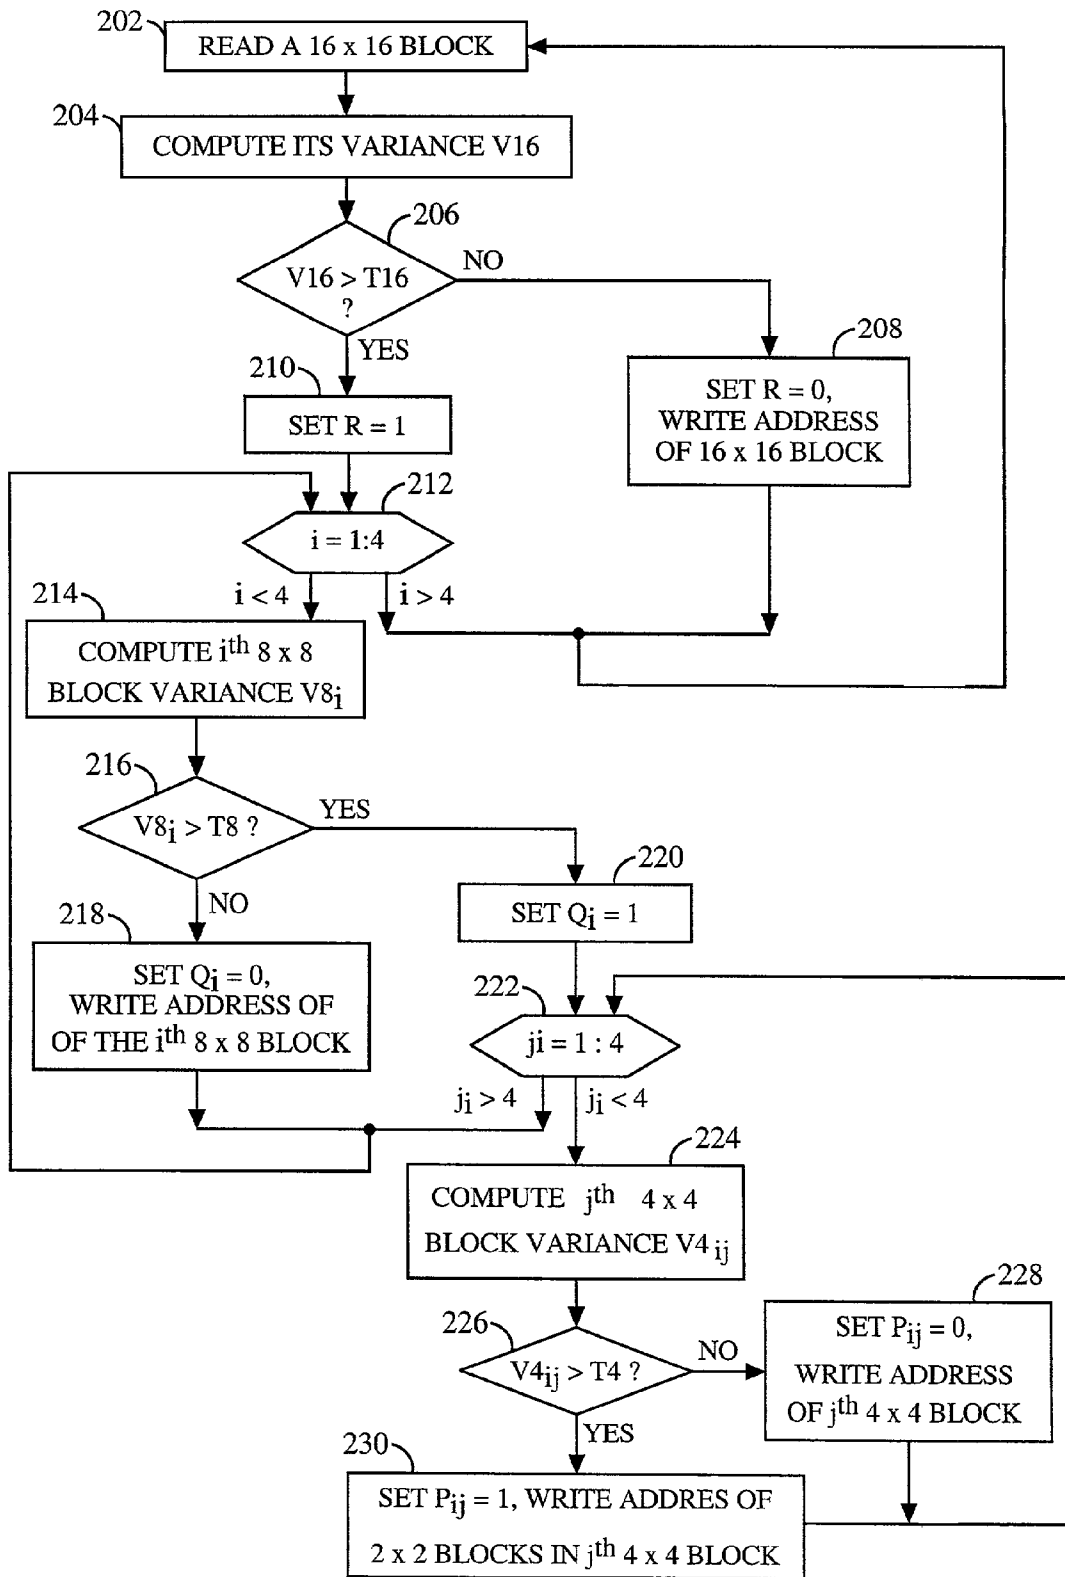 202
READ A 16 x 16 BLOCK
204
COMPUTE ITS VARIANCE V16
206
V16 > T16
?
NO
YES
208
SET R = 0,
WRITE ADDRESS
OF 16 x 16 BLOCK
210
SET R = 1
212
i = 1:4
i < 4
i > 4
214
COMPUTE ith 8 x 8
BLOCK VARIANCE V8i
216
V8i > T8 ?
YES
NO
218
SET Qi = 0,
WRITE ADDRESS OF
OF THE ith 8 x 8 BLOCK
220
SET Qi = 1
222
ji = 1 : 4
ji > 4
ji < 4
224
COMPUTE jth 4 x 4
BLOCK VARIANCE V4 ij
226
V4ij > T4 ?
NO
YES
228
SET Pij = 0,
WRITE ADDRESS
OF jth 4 x 4 BLOCK
230
SET Pij = 1, WRITE ADDRES OF
2 x 2 BLOCKS IN jth 4 x 4 BLOCK